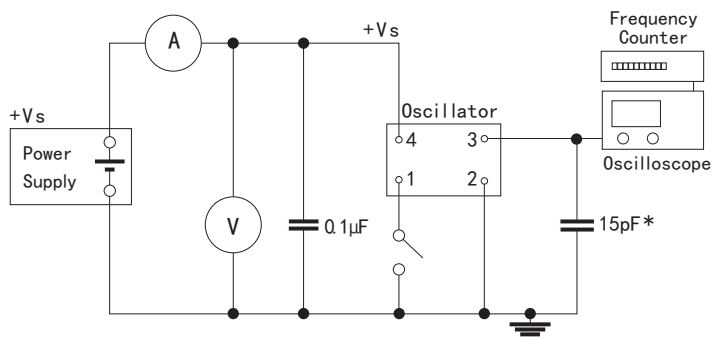 Frequency
Counter
A
+Vs
Oscillator
+Vs
4
3
Power
Supply
Oscilloscope
1
2
V
0.1μF
15pF*